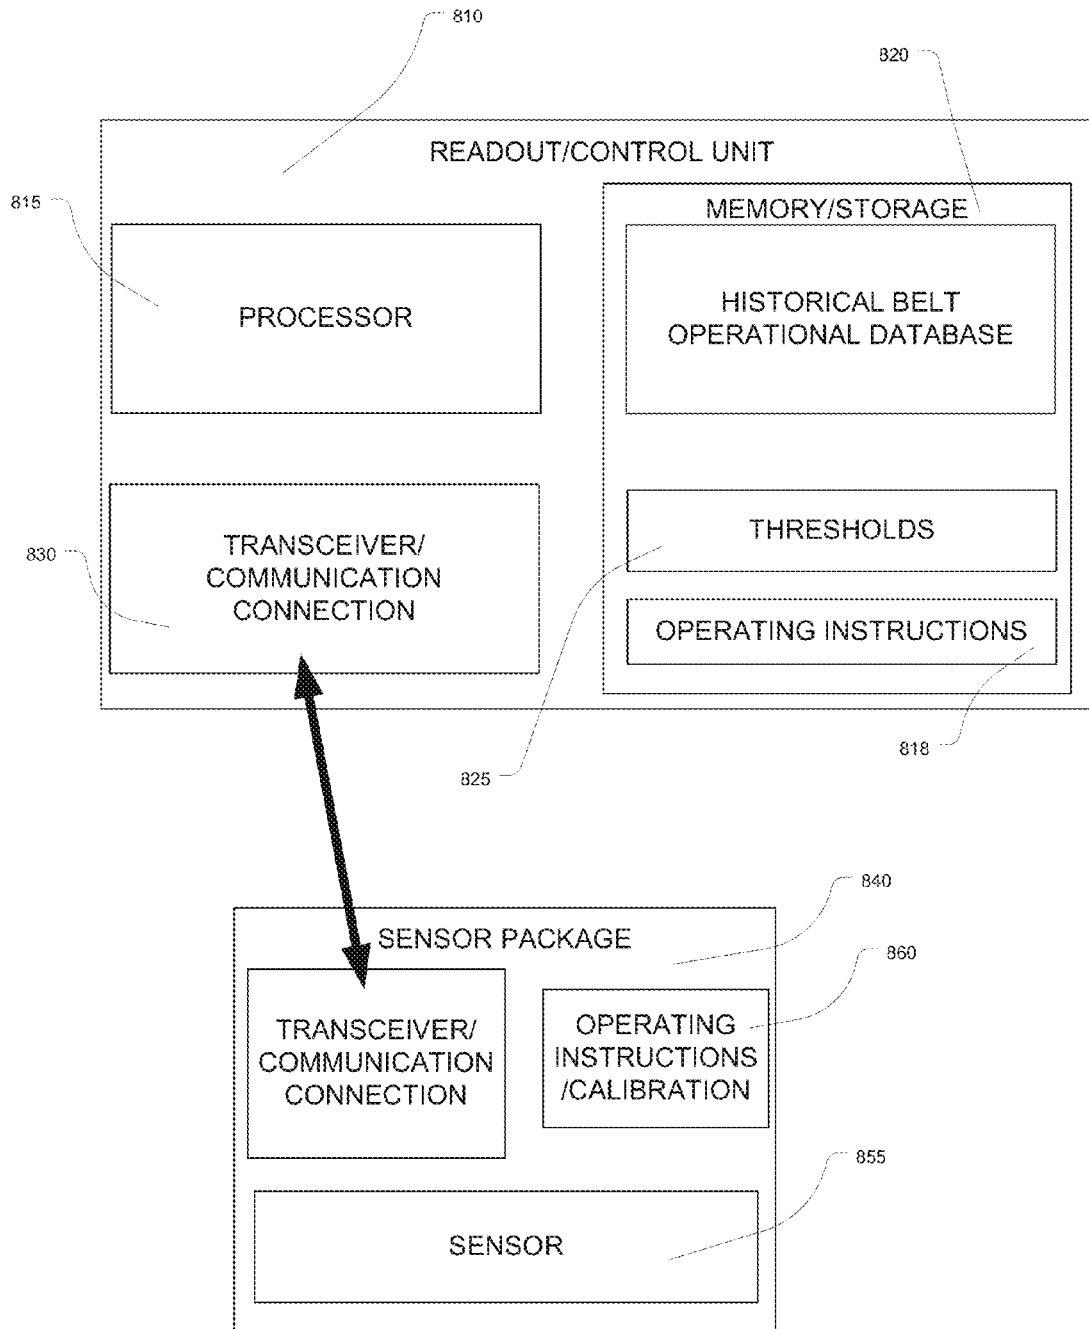 810
820
READOUT/CONTROL UNIT
815
MEMORY/STORAGE
PROCESSOR
HISTORICAL BELT
OPERATIONAL DATABASE
830
TRANSCEIVER/
COMMUNICATION
CONNECTION
THRESHOLDS
OPERATING INSTRUCTIONS
825
818
840
SENSOR PACKAGE
860
TRANSCEIVER/
COMMUNICATION
CONNECTION
OPERATING
INSTRUCTIONS
/CALIBRATION
855
SENSOR